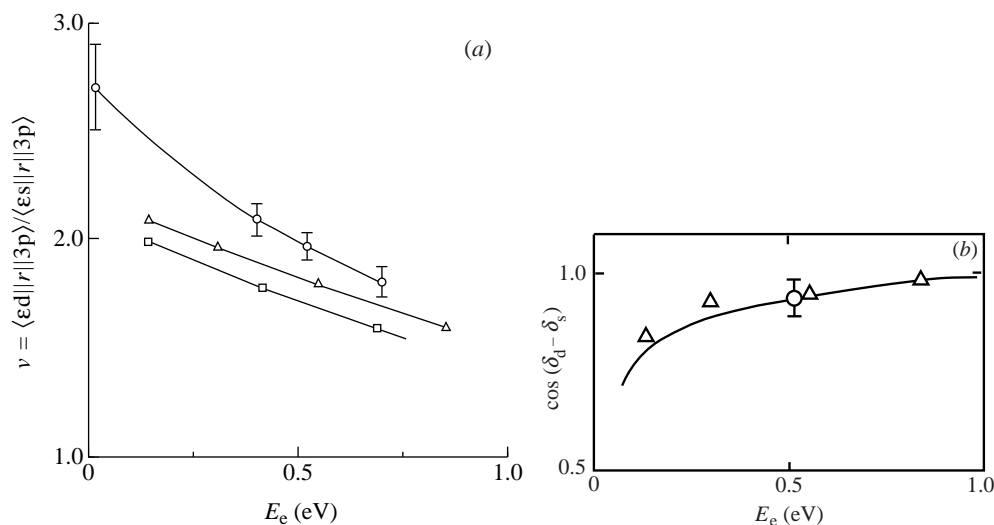 3.0
(a)
2.0
1.0
ν = ⟨εd||r||3p⟩/⟨εs||r||3p⟩
0
0.5
1.0
E_e (eV)
(b)
1.0
0.5
cos (δ_d – δ_s)
0
0.5
1.0
E_e (eV)